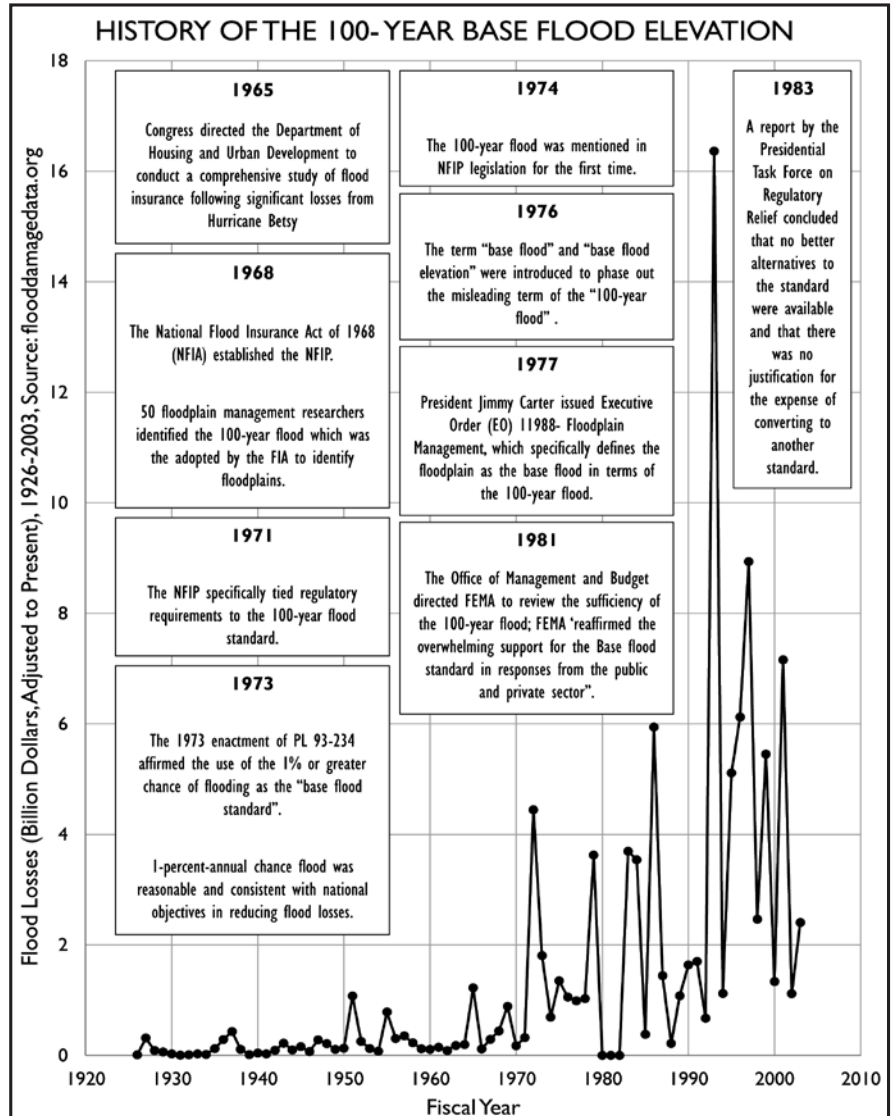 HISTORY OF THE 100- YEAR BASE FLOOD ELEVATION
Flood Losses (Billion Dollars, Adjusted to Present), 1926-2003, Source: flooddamagedata.org
18
16
14
12
10
8
6
4
2
0
1965
Congress directed the Department of
Housing and Urban Development to
conduct a comprehensive study of flood
insurance following significant losses from
Hurricane Betsy
1968
The National Flood Insurance Act of 1968
(NFIA) established the NFIP.
50 floodplain management researchers
identified the 100-year flood which was
the adopted by the FIA to identify
floodplains.
1971
The NFIP specifically tied regulatory
requirements to the 100-year flood
standard.
1973
The 1973 enactment of PL 93-234
affirmed the use of the 1% or greater
chance of flooding as the “base flood
standard”.
1-percent-annual chance flood was
reasonable and consistent with national
objectives in reducing flood losses.
1974
The 100-year flood was mentioned in
NFIP legislation for the first time.
1976
The term “base flood” and “base flood
elevation” were introduced to phase out
the misleading term of the “100-year
flood” .
1977
President Jimmy Carter issued Executive
Order (EO) 11988- Floodplain
Management, which specifically defines the
floodplain as the base flood in terms of
the 100-year flood.
1981
The Office of Management and Budget
directed FEMA to review the sufficiency of
the 100-year flood; FEMA ‘reaffirmed the
overwhelming support for the Base flood
standard in responses from the public
and private sector”.
1983
A report by the
Presidential
Task Force on
Regulatory
Relief concluded
that no better
alternatives to
the standard
were available
and that there
was no
justification for
the expense of
converting to
another
standard.
1920 1930 1940 1950 1960 1970 1980 1990 2000 2010
Fiscal Year